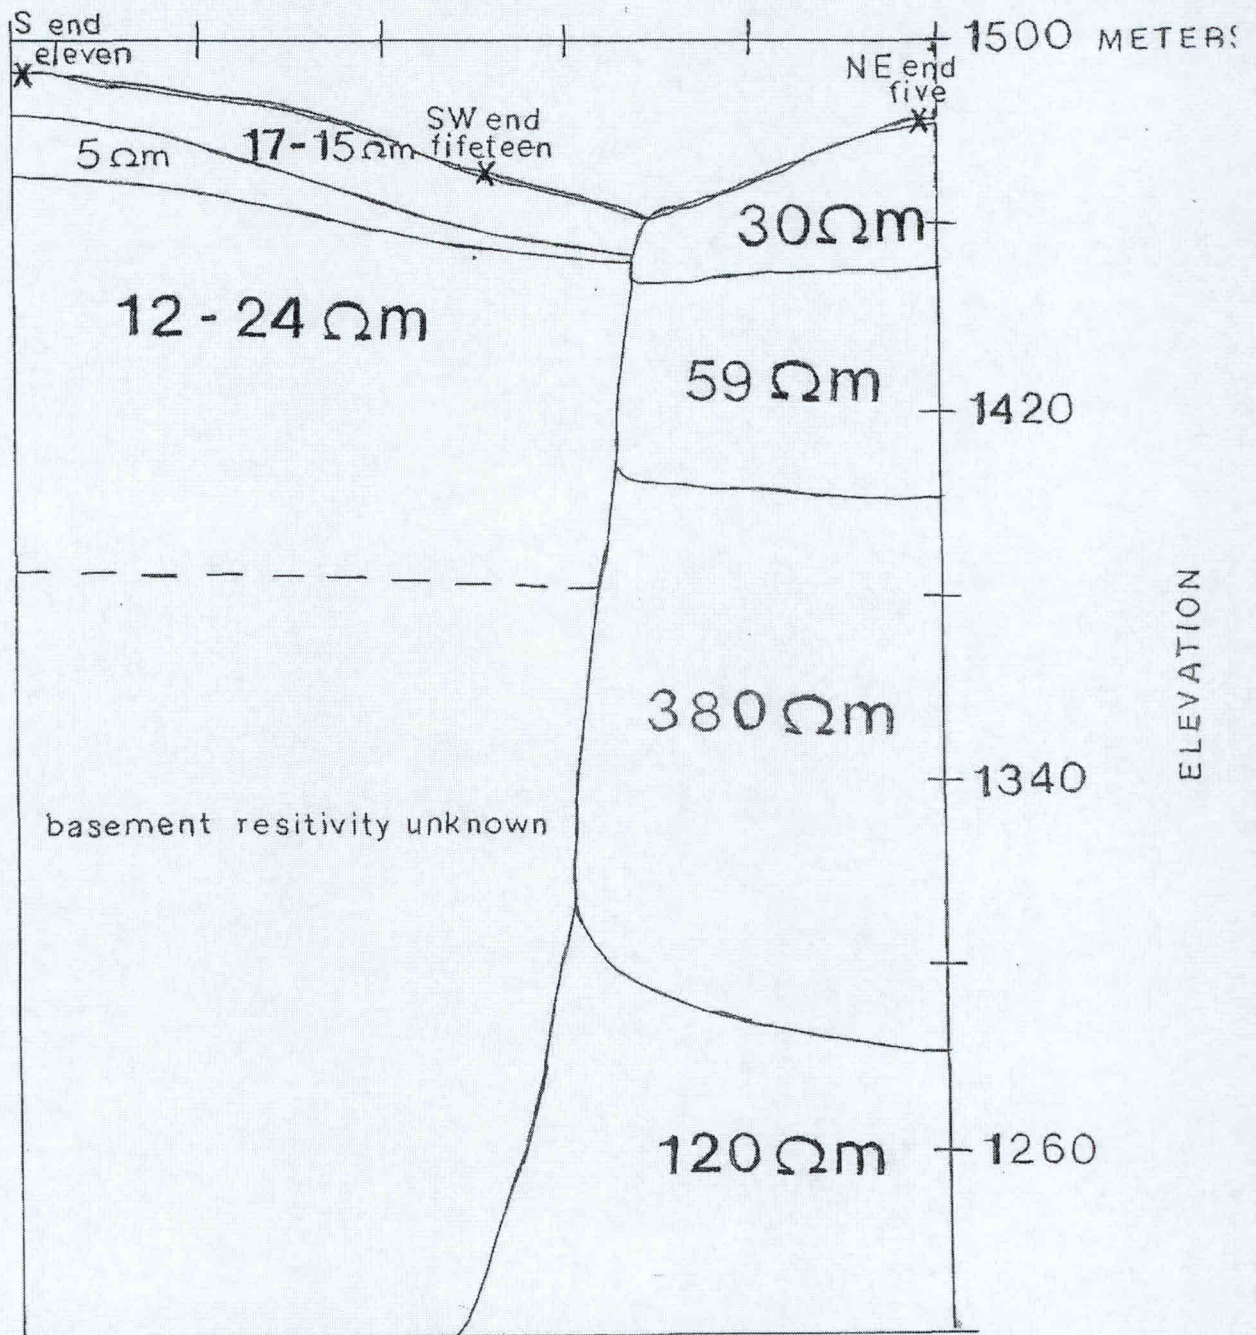 S end
eleven
1500 METERS
NE end
five
SW end
fifeteen
17-15 Ωm
5 Ωm
30Ωm
12 - 24 Ωm
59 Ωm
1420
ELEVATION
380 Ωm
1340
basement resitivity unknown
120 Ωm
1260